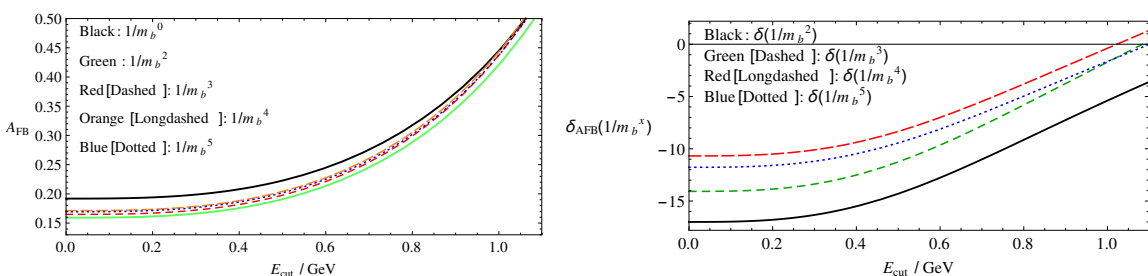 0.50
0.45
0.40
0.35
0.30
0.25
0.20
0.15
A_FB
Black: 1/m_b^0
Green : 1/m_b^2
Red[Dashed ]: 1/m_b^3
Orange [Longdashed ]: 1/m_b^4
Blue[Dotted ]: 1/m_b^5
0.0 0.2 0.4 0.6 0.8 1.0
E_cut / GeV
Black: δ(1/m_b^2)
Green [Dashed ]: δ(1/m_b^3)
Red[Longdashed ]: δ(1/m_b^4)
Blue[Dotted ]: δ(1/m_b^5)
0
−5
−10
−15
δ_AFB(1/m_b^x)
0.0 0.2 0.4 0.6 0.8 1.0
E_cut / GeV